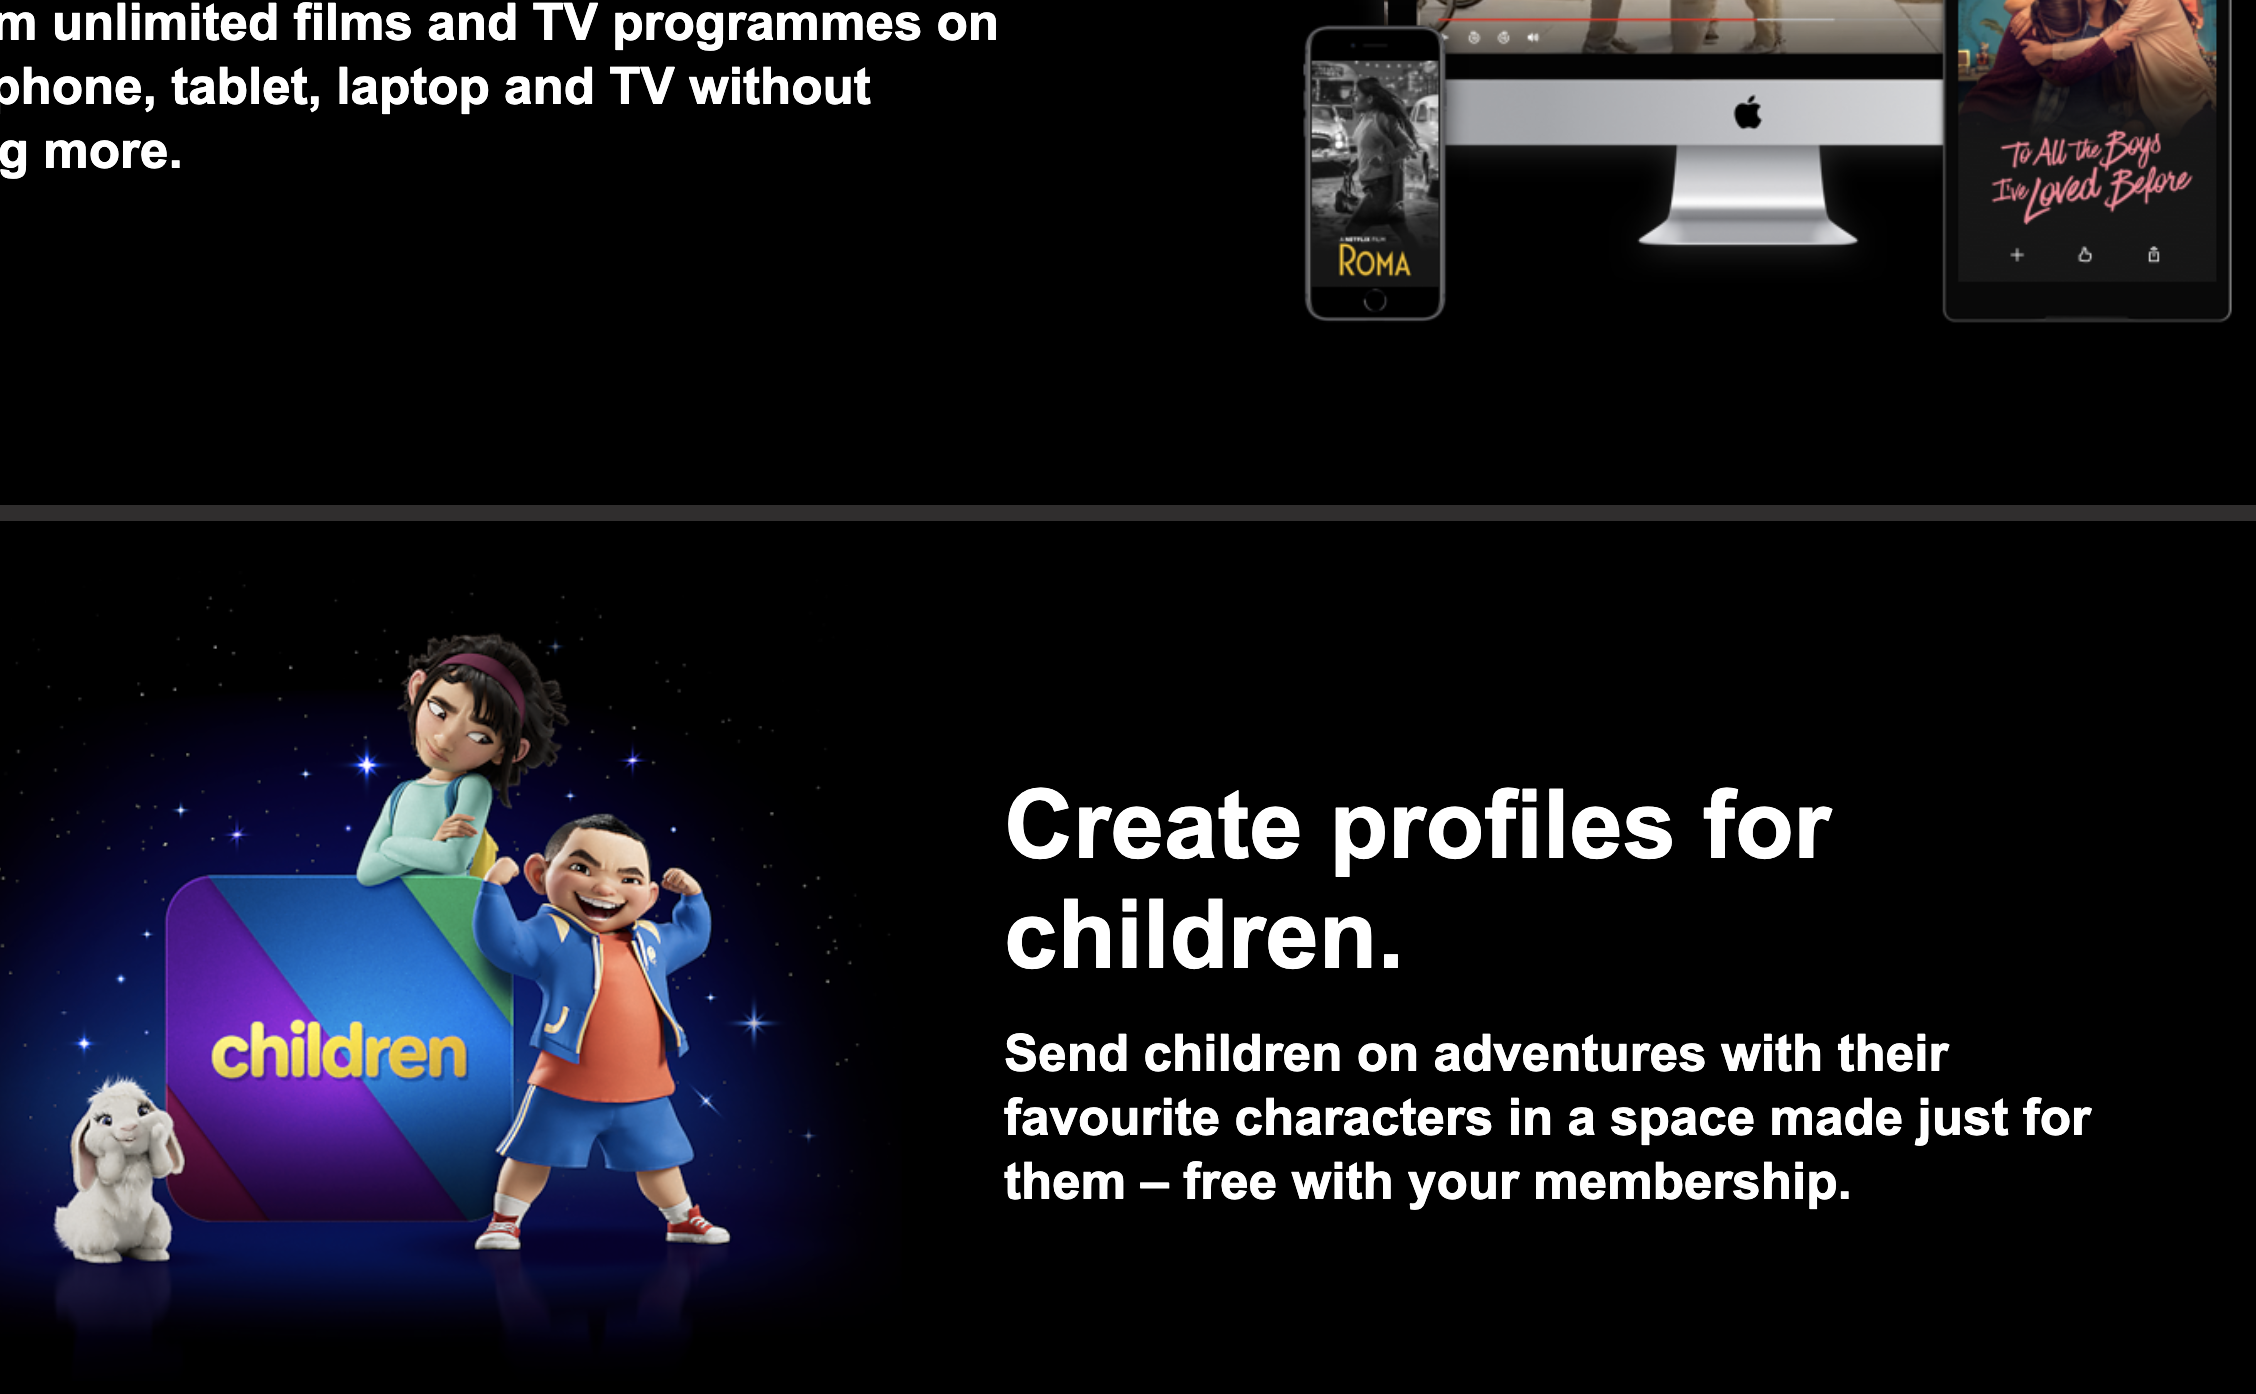 m unlimited films and TV programmes on
phone, tablet, laptop and TV without
g more.
A NETFLIX FILM
ROMA
To All the Boys
I've Loved Before
children
Create profiles for
children.
Send children on adventures with their
favourite characters in a space made just for
them – free with your membership.